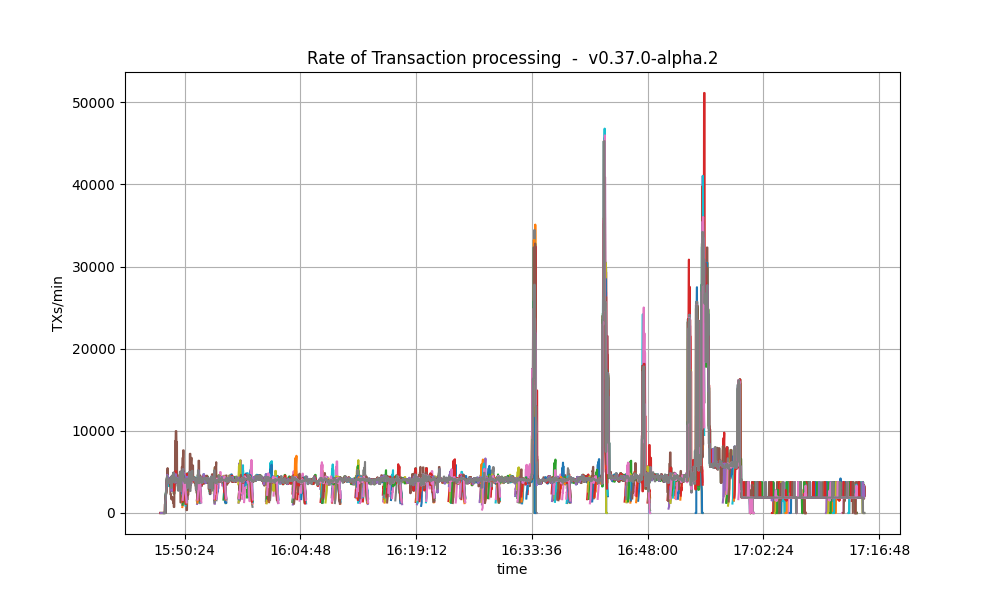 Rate of Transaction processing  -  v0.37.0-alpha.2
TXs/min
50000
40000
30000
20000
10000
0
15:50:24 16:04:48 16:19:12 16:33:36 16:48:00 17:02:24 17:16:48
time